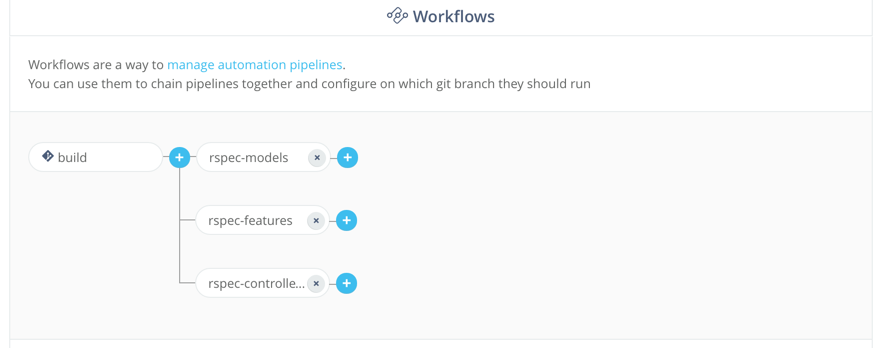 Workflows
Workflows are a way to manage automation pipelines.
You can use them to chain pipelines together and configure on which git branch they should run
build
rspec-models
rspec-features
rspec-controlle...